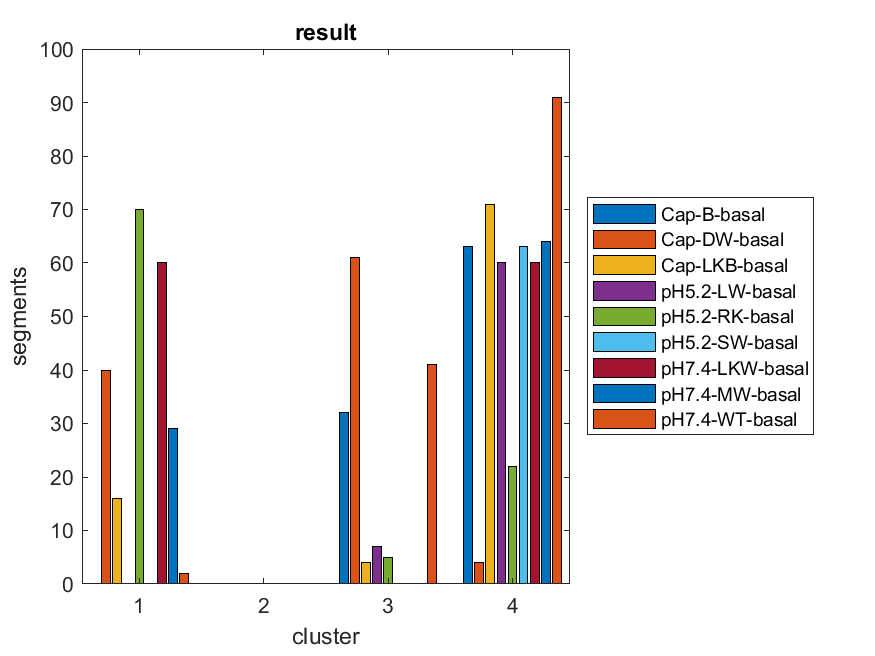 result
100
90
80
70
60
50
40
30
20
10
0
segments
1 2 3 4
cluster
Cap-B-basal
Cap-DW-basal
Cap-LKB-basal
pH5.2-LW-basal
pH5.2-RK-basal
pH5.2-SW-basal
pH7.4-LKW-basal
pH7.4-MW-basal
pH7.4-WT-basal